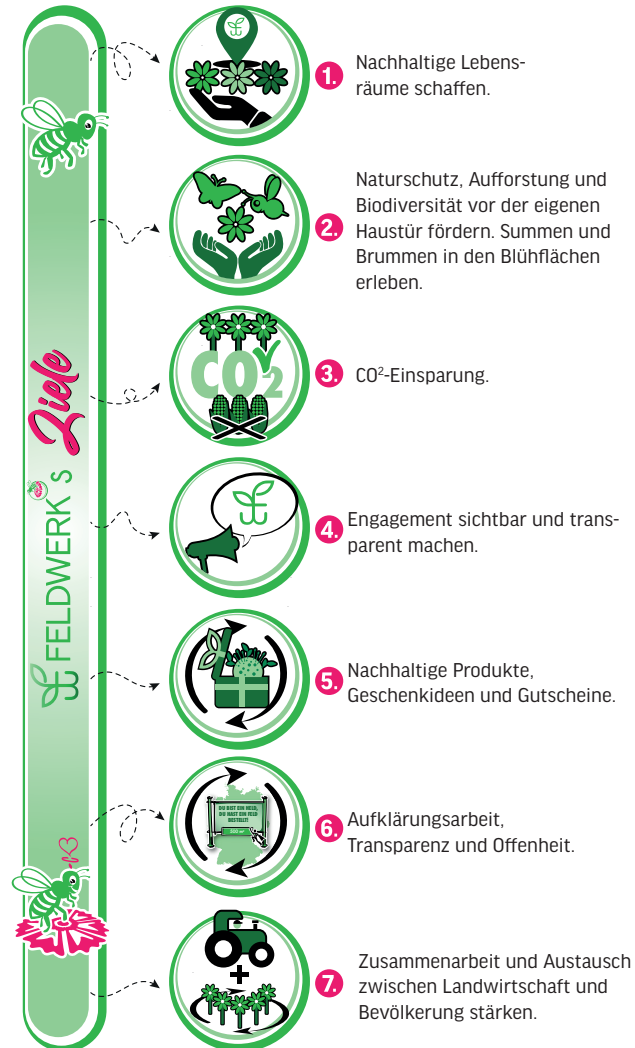 FELDWERK's Ziele
1. Nachhaltige Lebens-
räume schaffen.
2. Naturschutz, Aufforstung und
Biodiversität vor der eigenen
Haustür fördern. Summen und
Brummen in den Blühflächen
erleben.
CO2
3. CO²-Einsparung.
4. Engagement sichtbar und trans-
parent machen.
5. Nachhaltige Produkte,
Geschenkideen und Gutscheine.
DU BIST EIN HELD,
DU HAST EIN FELD
BESTELLT!
6. Aufklärungsarbeit,
Transparenz und Offenheit.
+
7. Zusammenarbeit und Austausch
zwischen Landwirtschaft und
Bevölkerung stärken.